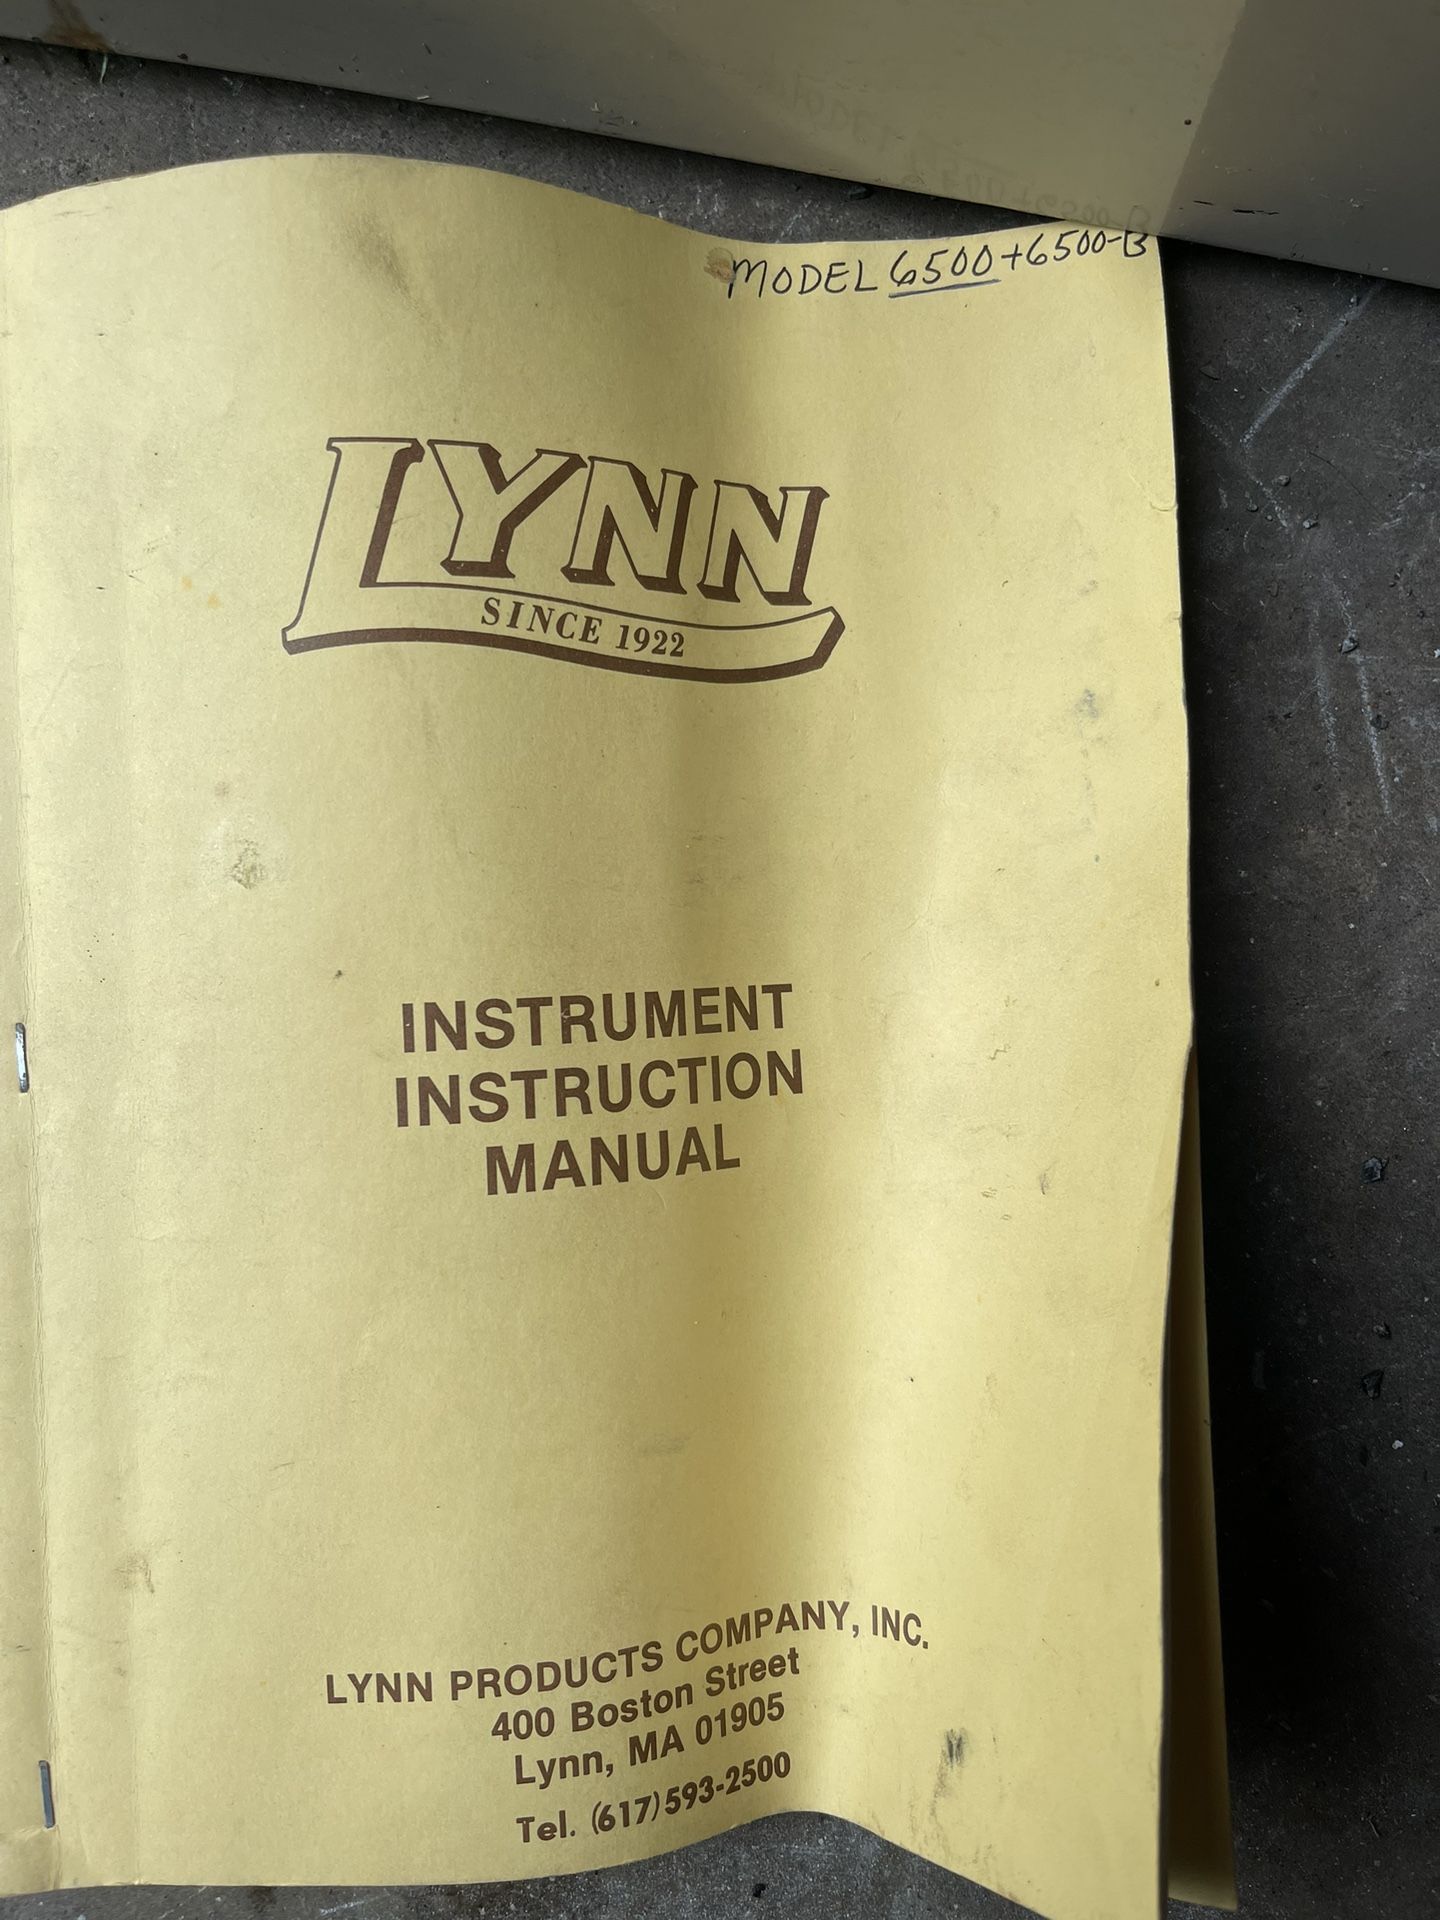 MODEL 6500+6500-B
LYNN
SINCE 1922
INSTRUMENT
INSTRUCTION
MANUAL
LYNN PRODUCTS COMPANY, INC.
400 Boston Street
Lynn, MA 01905
Tel. (617)593-2500